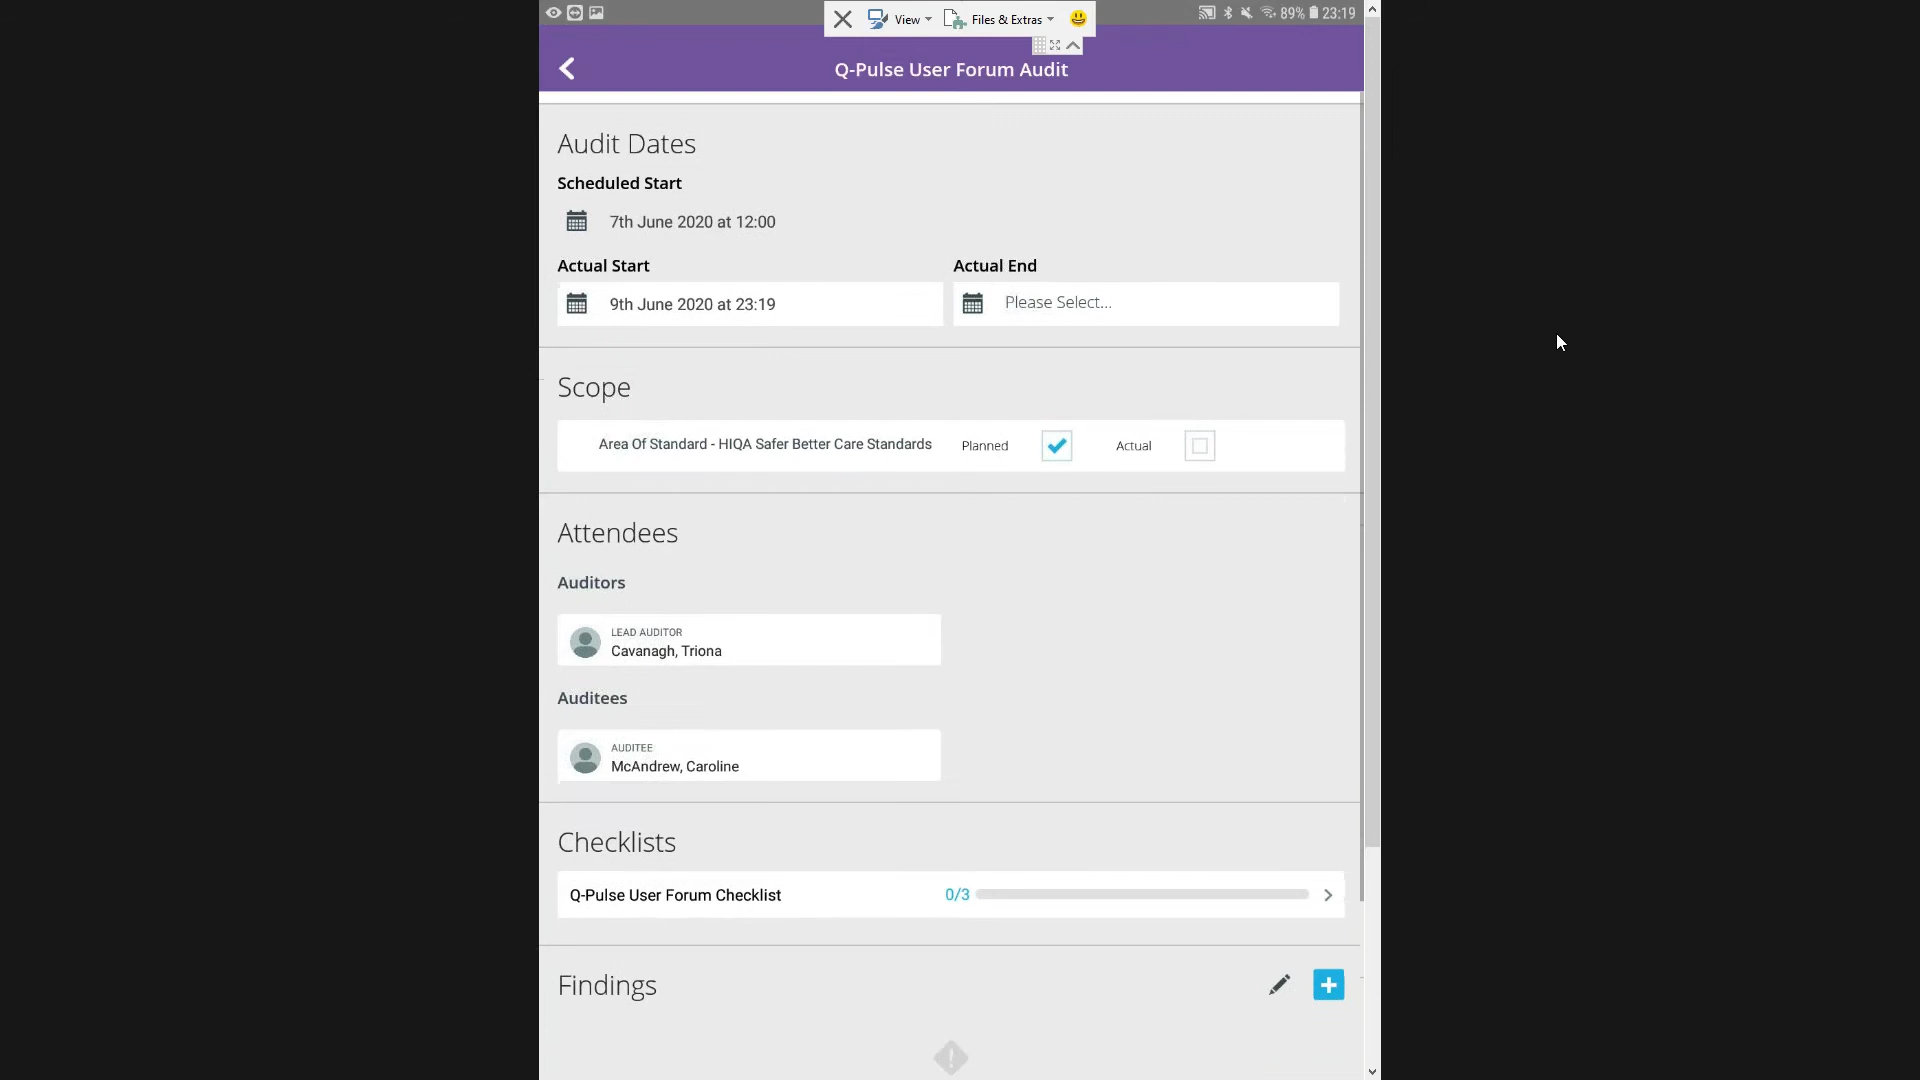 View
Files & Extras
89%
23:19
Q-Pulse User Forum Audit
Audit Dates
Scheduled Start
7th June 2020 at 12:00
Actual Start
Actual End
9th June 2020 at 23:19
Please Select...
Scope
Area Of Standard - HIQA Safer Better Care Standards
Planned
Actual
Attendees
Auditors
LEAD AUDITOR
Cavanagh, Triona
Auditees
AUDITEE
McAndrew, Caroline
Checklists
Q-Pulse User Forum Checklist
0/3
Findings